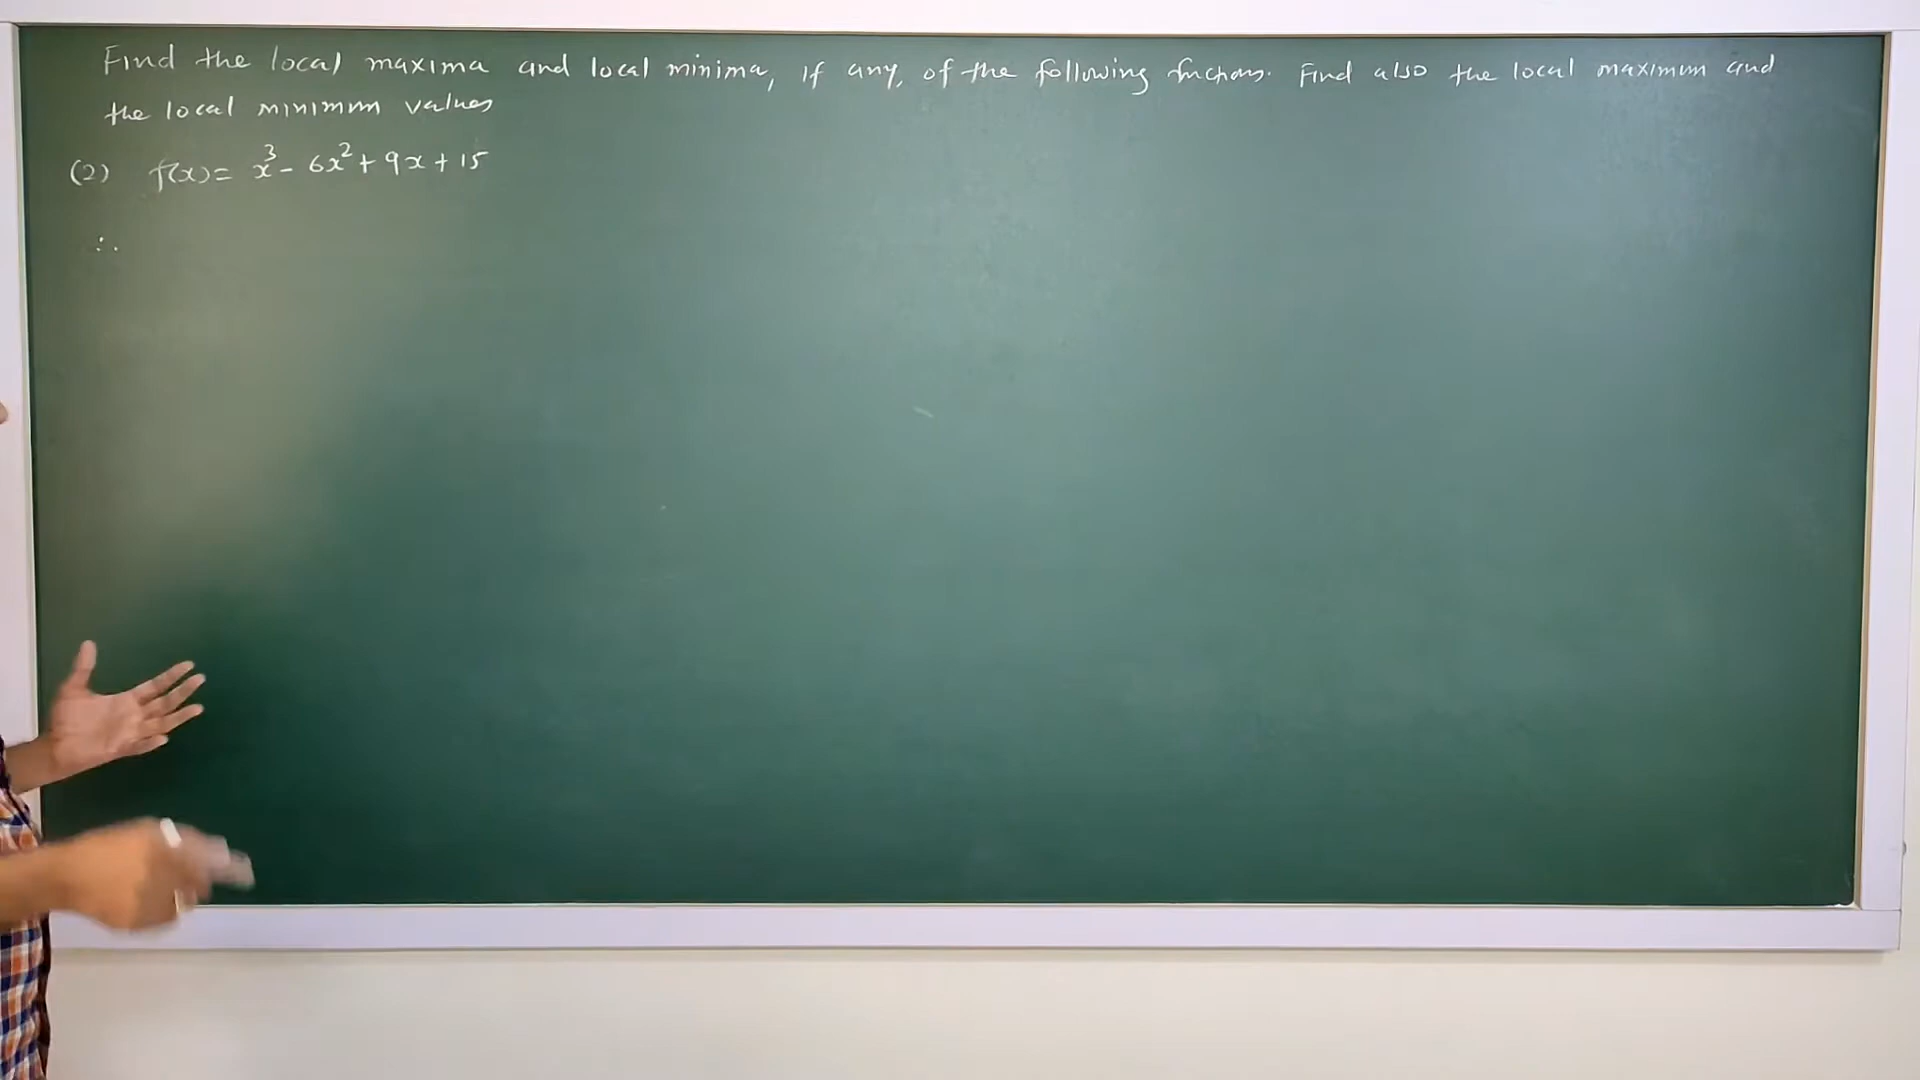 Find the local maxima and local minima, if any, of the following functions. Find also the local maximum and
the local minimum values
(2) f(x) = x³ - 6x² + 9x + 15
∴